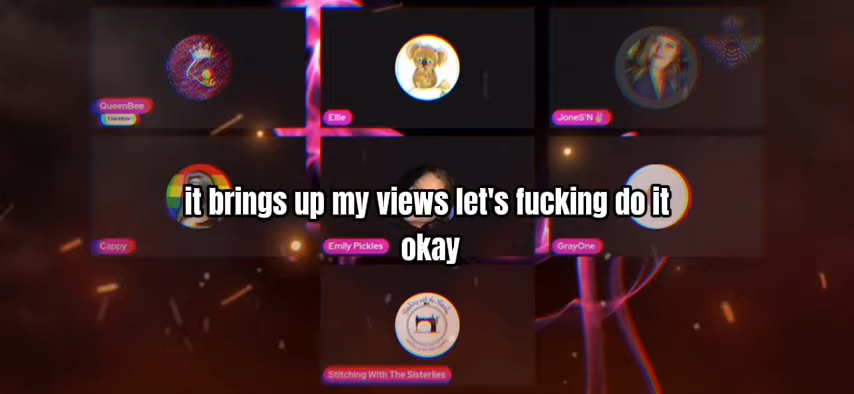 QueenBee
Ellie
JoneS'N ✌
Cappy
Emily Pickles
GrayOne
it brings up my views let's fucking do it
okay
Stitching With The Sisterlies